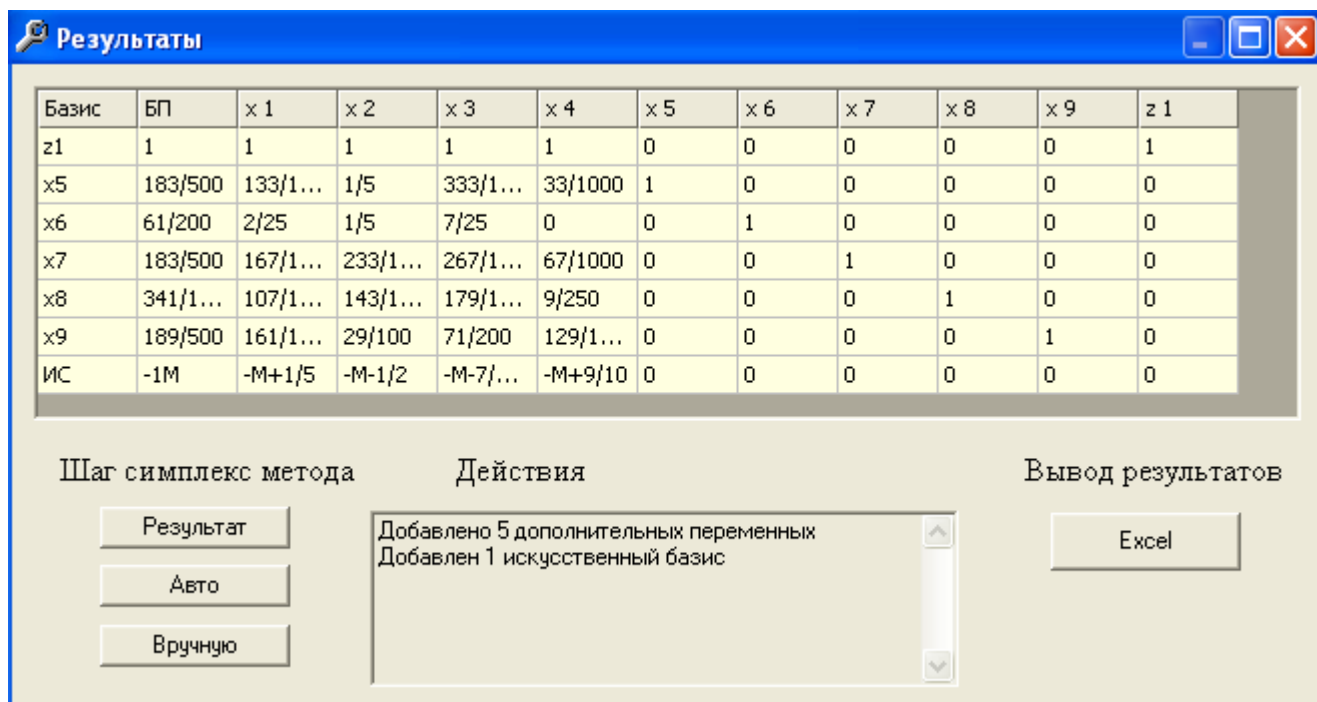 Результаты
Базис БП x 1 x 2 x 3 x 4 x 5 x 6 x 7 x 8 x 9 z 1
z1 1 1 1 1 1 0 0 0 0 0 1
x5 183/500 133/1... 1/5 333/1... 33/1000 1 0 0 0 0 0
x6 61/200 2/25 1/5 7/25 0 0 1 0 0 0 0
x7 183/500 167/1... 233/1... 267/1... 67/1000 0 0 1 0 0 0
x8 341/1... 107/1... 143/1... 179/1... 9/250 0 0 0 1 0 0
x9 189/500 161/1... 29/100 71/200 129/1... 0 0 0 0 1 0
ИС -1M -M+1/5 -M-1/2 -M-7/... -M+9/10 0 0 0 0 0 0
Шаг симплекс метода Действия Вывод результатов
Результат
Авто
Вручную
Добавлено 5 дополнительных переменных
Добавлен 1 искусственный базис
Excel